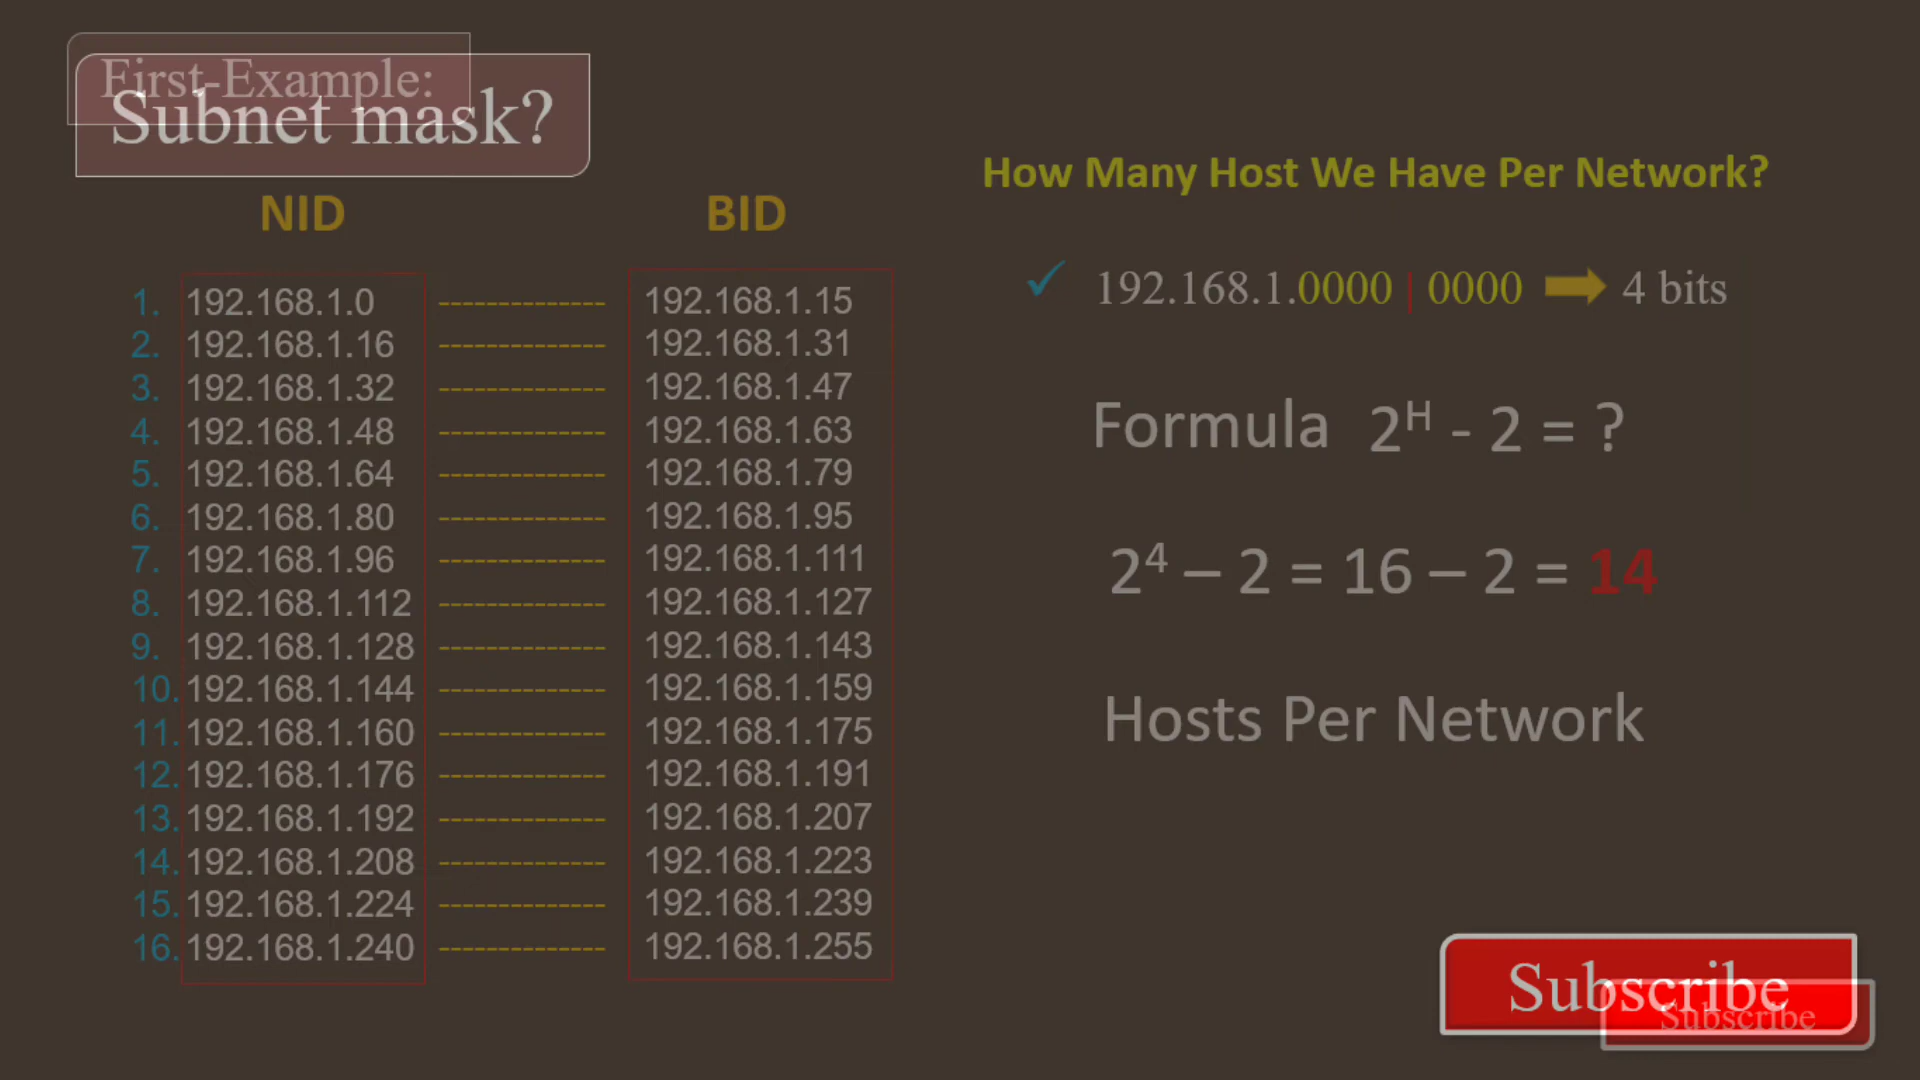 First-Example:
Subnet mask?
NID BID
1. 192.168.1.0 -------------- 192.168.1.15
2. 192.168.1.16 -------------- 192.168.1.31
3. 192.168.1.32 -------------- 192.168.1.47
4. 192.168.1.48 -------------- 192.168.1.63
5. 192.168.1.64 -------------- 192.168.1.79
6. 192.168.1.80 -------------- 192.168.1.95
7. 192.168.1.96 -------------- 192.168.1.111
8. 192.168.1.112 -------------- 192.168.1.127
9. 192.168.1.128 -------------- 192.168.1.143
10. 192.168.1.144 -------------- 192.168.1.159
11. 192.168.1.160 -------------- 192.168.1.175
12. 192.168.1.176 -------------- 192.168.1.191
13. 192.168.1.192 -------------- 192.168.1.207
14. 192.168.1.208 -------------- 192.168.1.223
15. 192.168.1.224 -------------- 192.168.1.239
16. 192.168.1.240 -------------- 192.168.1.255
How Many Host We Have Per Network?
✓ 192.168.1.0000 | 0000 ➡ 4 bits
Formula 2ᴴ - 2 = ?
2⁴ – 2 = 16 – 2 = 14
Hosts Per Network
Subscribe
Subscribe